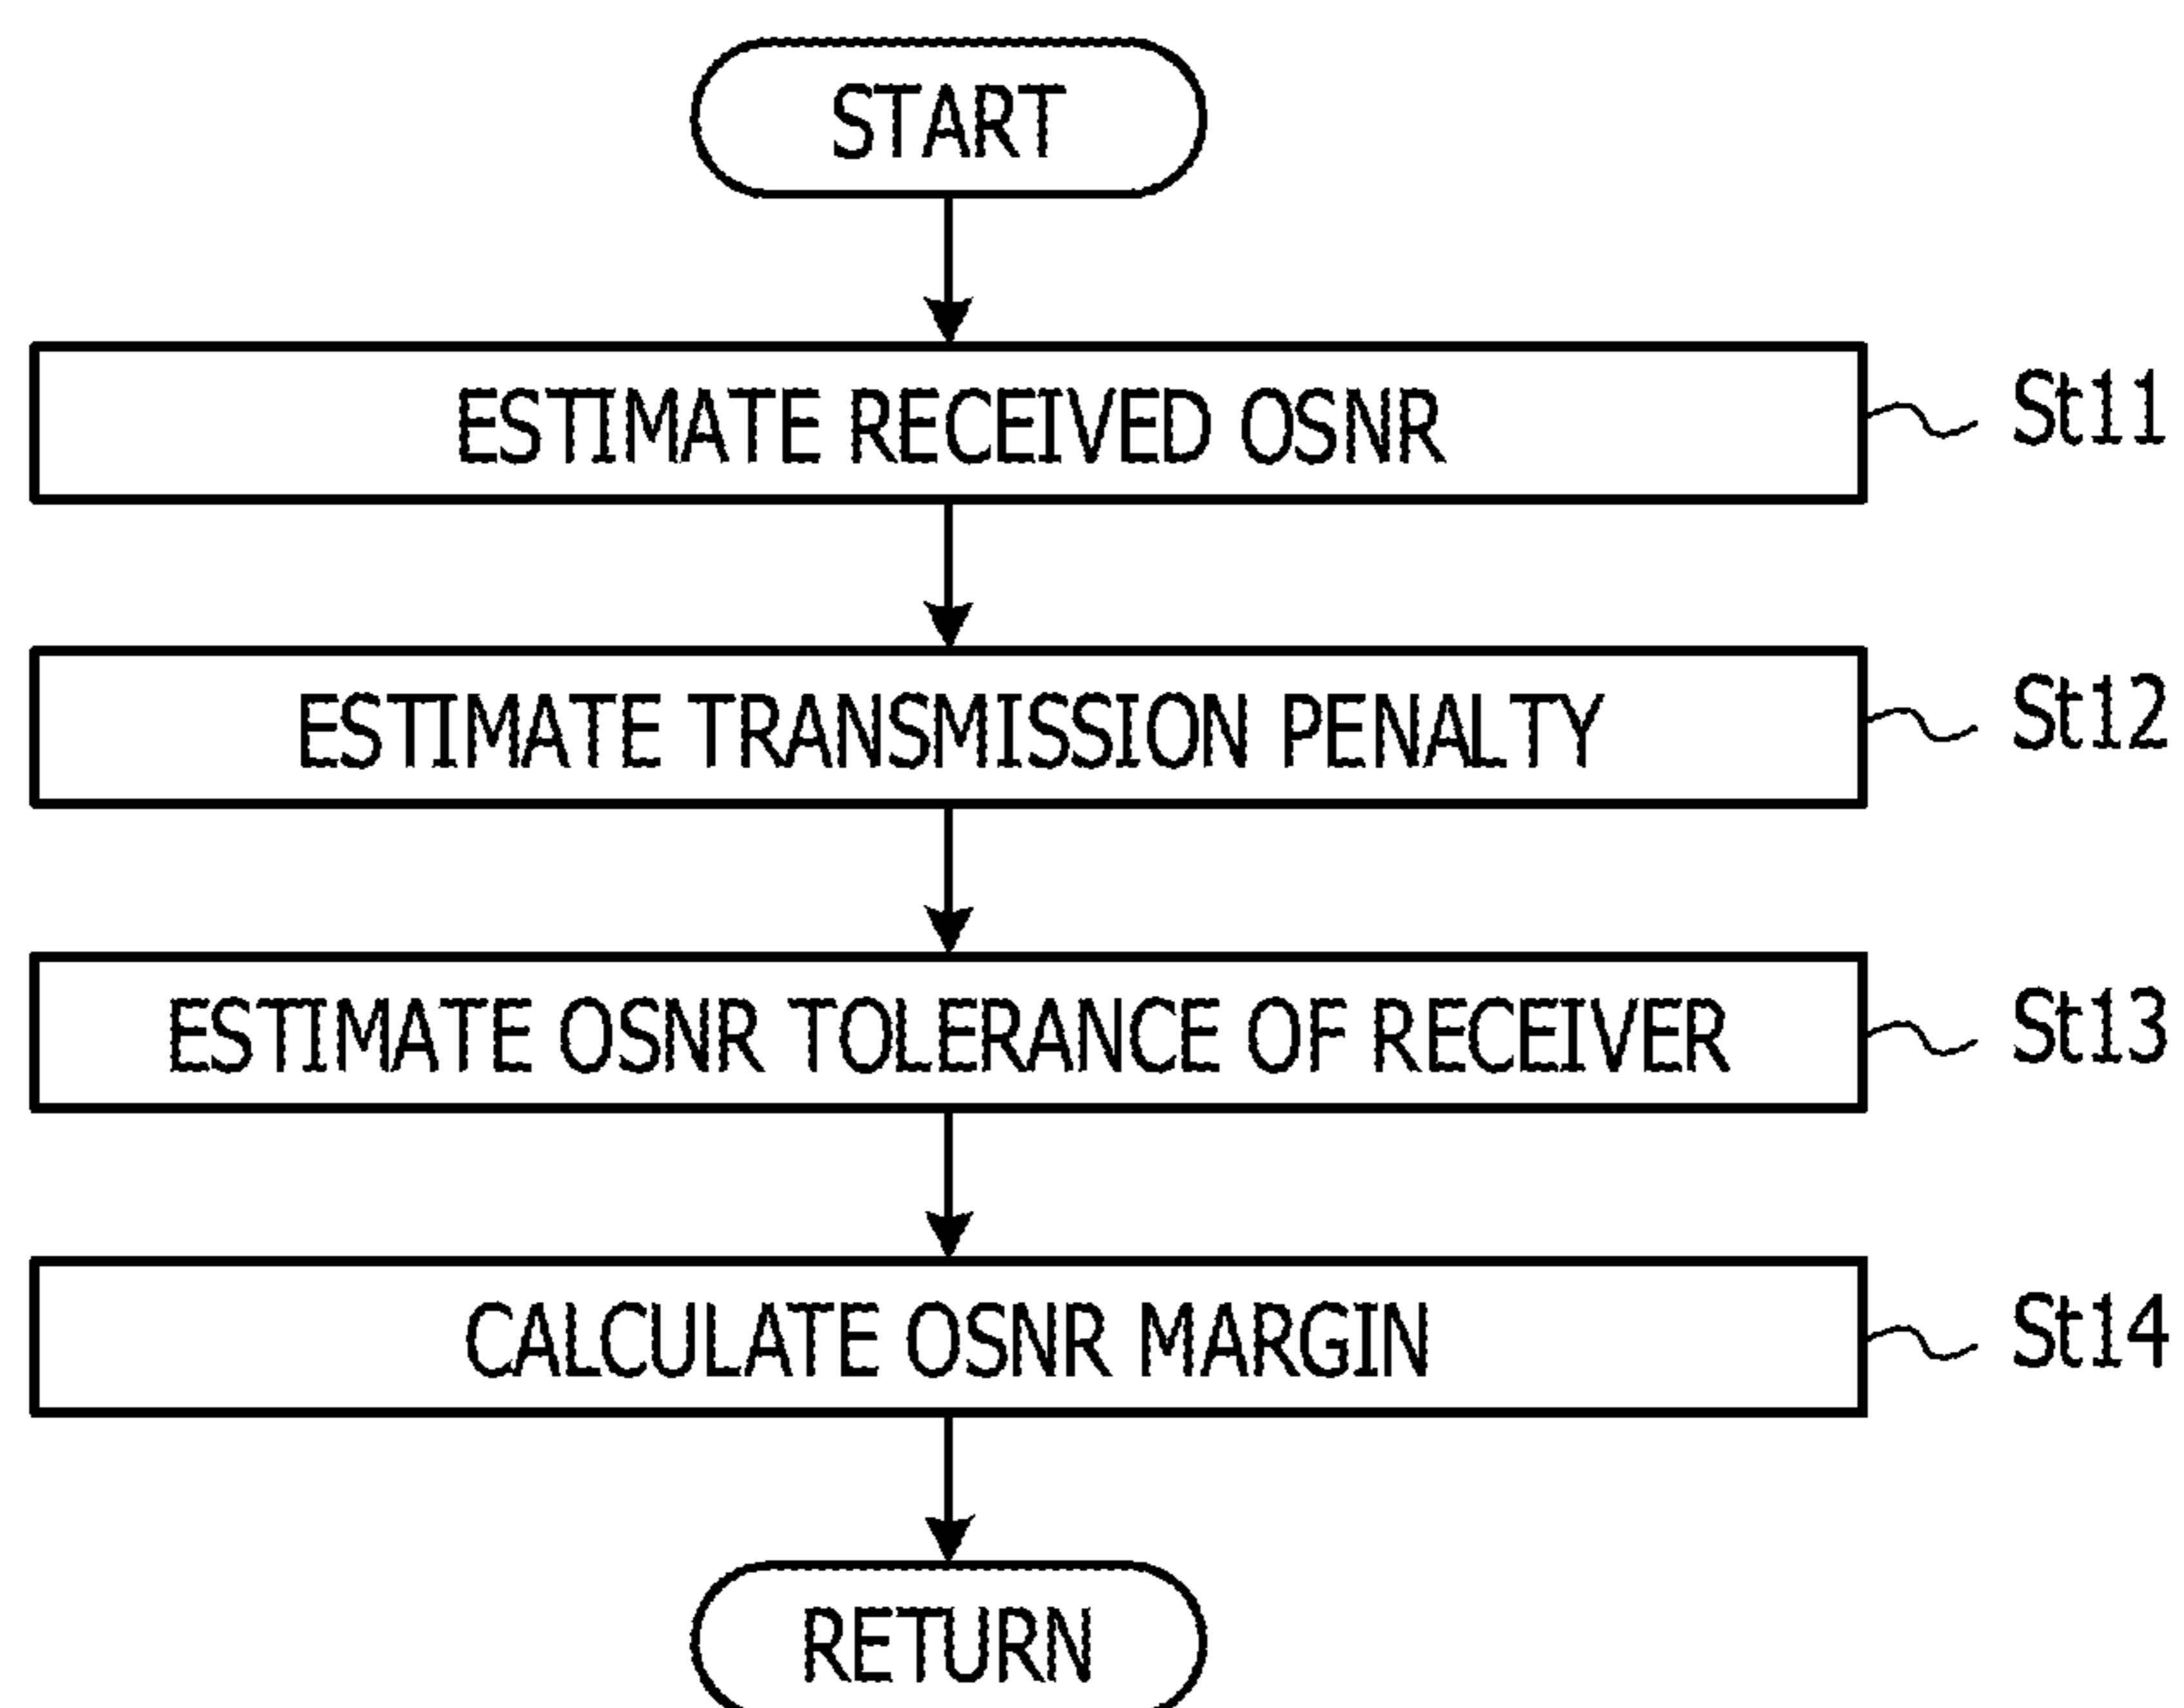 START
ESTIMATE RECEIVED OSNR
St11
ESTIMATE TRANSMISSION PENALTY
St12
ESTIMATE OSNR TOLERANCE OF RECEIVER
St13
CALCULATE OSNR MARGIN
St14
RETURN